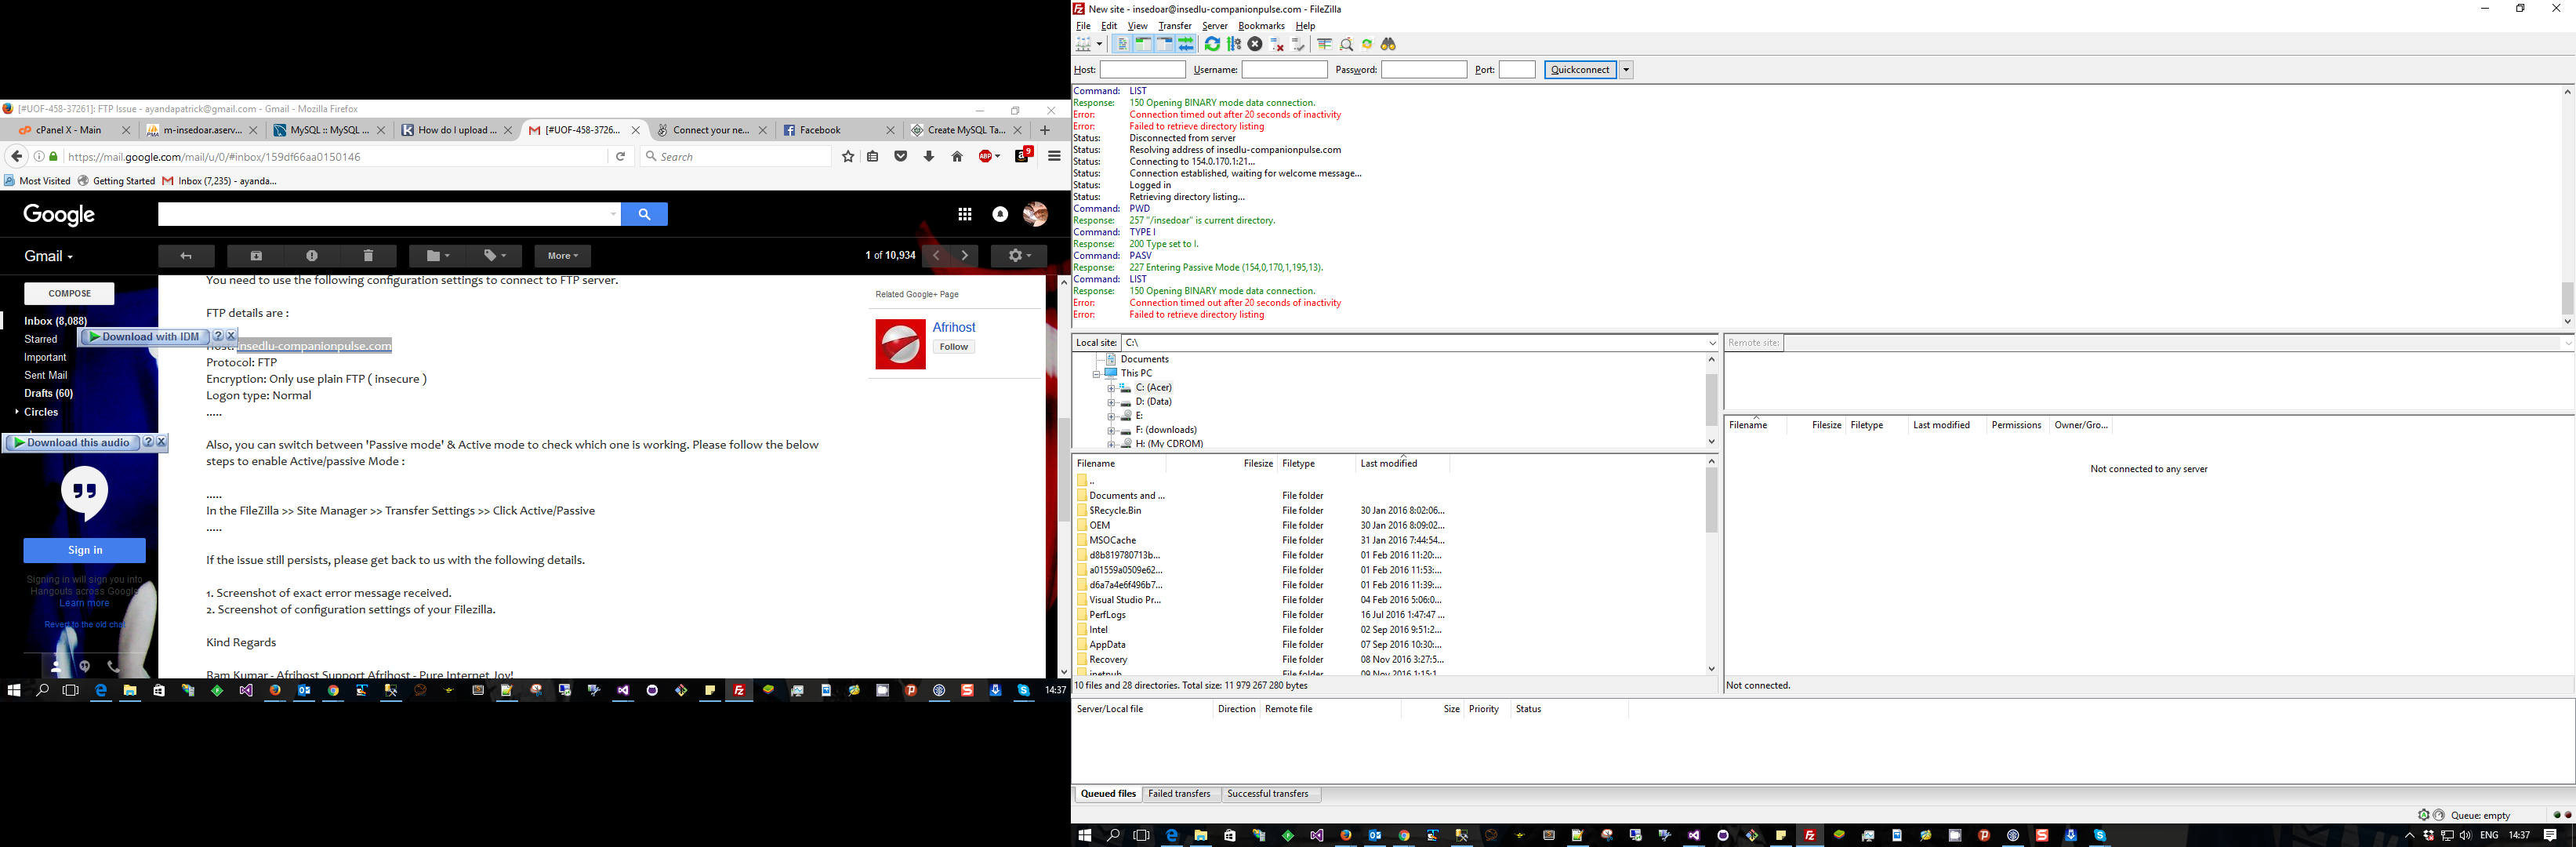 [#UOF-458-37261]: FTP Issue - ayandapatrick@gmail.com - Gmail - Mozilla Firefox
cPanel X - Main
m-insedoar.aserv...
MySQL :: MySQL ...
How do I upload ...
[#UOF-458-3726...
Connect your ne...
Facebook
Create MySQL Ta...
https://mail.google.com/mail/u/0/#inbox/159df66aa0150146
Search
ABP
9
Most Visited
Getting Started
Inbox (7,235) - ayanda...
Google
Gmail
More
1 of 10,934
COMPOSE
Inbox (8,088)
Starred
Important
Sent Mail
Drafts (60)
Circles
Download with IDM
Download this audio
Sign in
Signing in will sign you into
Hangouts across Google
Learn more
Revert to the old chat
You need to use the following configuration settings to connect to FTP server.
FTP details are :
Host: insedlu-companionpulse.com
Protocol: FTP
Encryption: Only use plain FTP ( insecure )
Logon type: Normal
.....
Also, you can switch between 'Passive mode' & Active mode to check which one is working. Please follow the below
steps to enable Active/passive Mode :
.....
In the FileZilla >> Site Manager >> Transfer Settings >> Click Active/Passive
.....
If the issue still persists, please get back to us with the following details.
1. Screenshot of exact error message received.
2. Screenshot of configuration settings of your Filezilla.
Kind Regards
Ram Kumar - Afrihost Support Afrihost - Pure Internet Joy!
Related Google+ Page
Afrihost
Follow
14:37
New site - insedoar@insedlu-companionpulse.com - FileZilla
File Edit View Transfer Server Bookmarks Help
Host: Username: Password: Port: Quickconnect
Command: LIST
Response: 150 Opening BINARY mode data connection.
Error: Connection timed out after 20 seconds of inactivity
Error: Failed to retrieve directory listing
Status: Disconnected from server
Status: Resolving address of insedlu-companionpulse.com
Status: Connecting to 154.0.170.1:21...
Status: Connection established, waiting for welcome message...
Status: Logged in
Status: Retrieving directory listing...
Command: PWD
Response: 257 "/insedoar" is current directory.
Command: TYPE I
Response: 200 Type set to I.
Command: PASV
Response: 227 Entering Passive Mode (154,0,170,1,195,13).
Command: LIST
Response: 150 Opening BINARY mode data connection.
Error: Connection timed out after 20 seconds of inactivity
Error: Failed to retrieve directory listing
Local site: C:\
Documents
This PC
C: (Acer)
D: (Data)
E:
F: (downloads)
H: (My CDROM)
Filename Filesize Filetype Last modified
..
Documents and ... File folder
$Recycle.Bin File folder 30 Jan 2016 8:02:06...
OEM File folder 30 Jan 2016 8:09:02...
MSOCache File folder 31 Jan 2016 7:44:54...
d8b819780713b... File folder 01 Feb 2016 11:20:...
a01559a0509e62... File folder 01 Feb 2016 11:53:...
d6a7a4e6f496b7... File folder 01 Feb 2016 11:39:...
Visual Studio Pr... File folder 04 Feb 2016 5:06:0...
PerfLogs File folder 16 Jul 2016 1:47:47 ...
Intel File folder 02 Sep 2016 9:51:2...
AppData File folder 07 Sep 2016 10:30:...
Recovery File folder 08 Nov 2016 3:27:5...
inetpub File folder 09 Nov 2016 1:15:1...
10 files and 28 directories. Total size: 11 979 267 280 bytes
Remote site:
Filename Filesize Filetype Last modified Permissions Owner/Gro...
Not connected to any server
Not connected.
Server/Local file Direction Remote file Size Priority Status
Queued files Failed transfers Successful transfers
Queue: empty
ENG 14:37